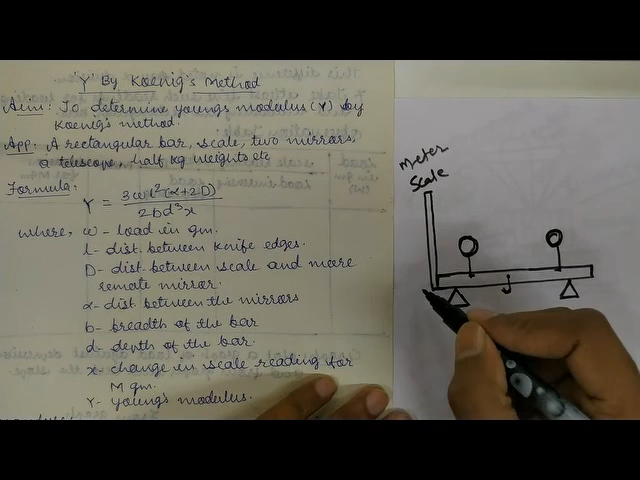 'Y' By Koenig's Method
Aim: To determine youngs modulus (Y) by
Koenig's method.
App: A rectangular bar, scale, two mirrors,
a telescope, half kg weights etc
Formula:
Y = 3wl²(α+2D) / 2bd³x
where, w - load in gm.
l - dist. between knife edges.
D - dist. between scale and more
remote mirror.
α - dist between the mirrors
b - breadth of the bar
d - depth of the bar.
x - change in scale reading for
M gm.
Y - young's modulus.
Meter
Scale